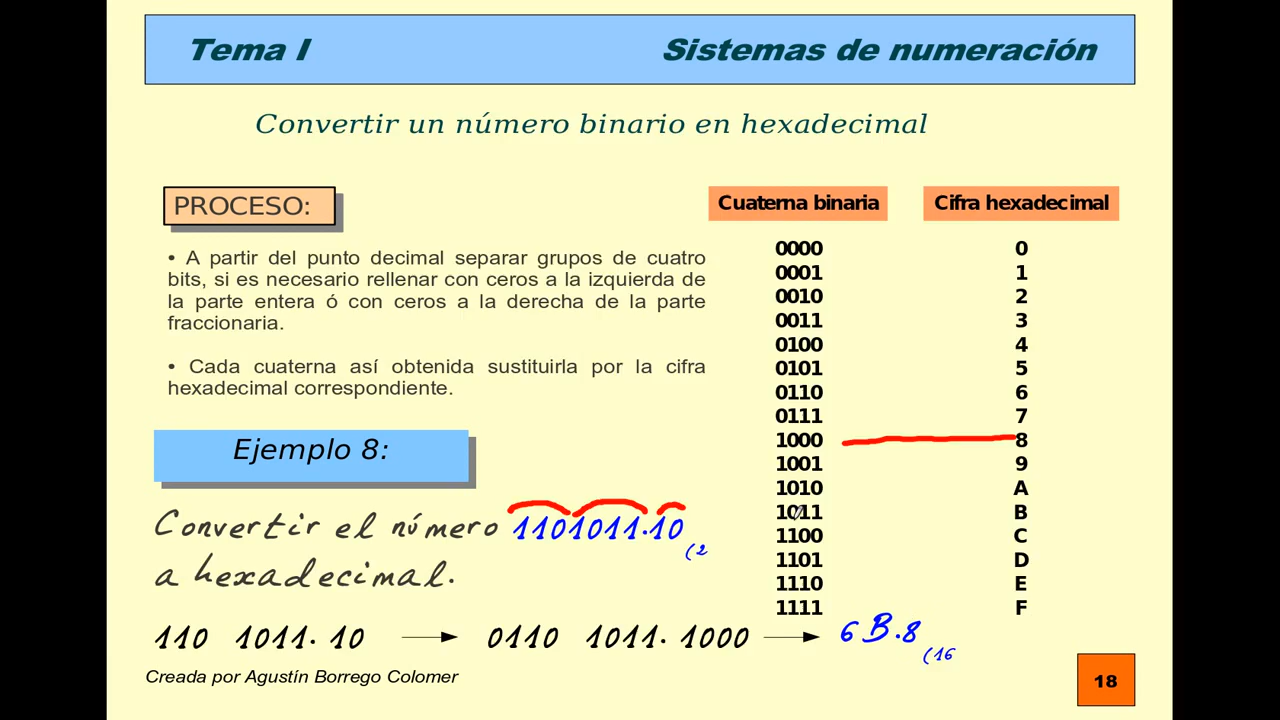 Tema I Sistemas de numeración
Convertir un número binario en hexadecimal
PROCESO:
• A partir del punto decimal separar grupos de cuatro
bits, si es necesario rellenar con ceros a la izquierda de
la parte entera ó con ceros a la derecha de la parte
fraccionaria.
• Cada cuaterna así obtenida sustituirla por la cifra
hexadecimal correspondiente.
Cuaterna binaria Cifra hexadecimal
0000 0
0001 1
0010 2
0011 3
0100 4
0101 5
0110 6
0111 7
1000 8
1001 9
1010 A
1011 B
1100 C
1101 D
1110 E
1111 F
Ejemplo 8:
Convertir el número 1101011.10(2
a hexadecimal.
110 1011.10 → 0110 1011.1000 → 6B.8(16
Creada por Agustín Borrego Colomer
18